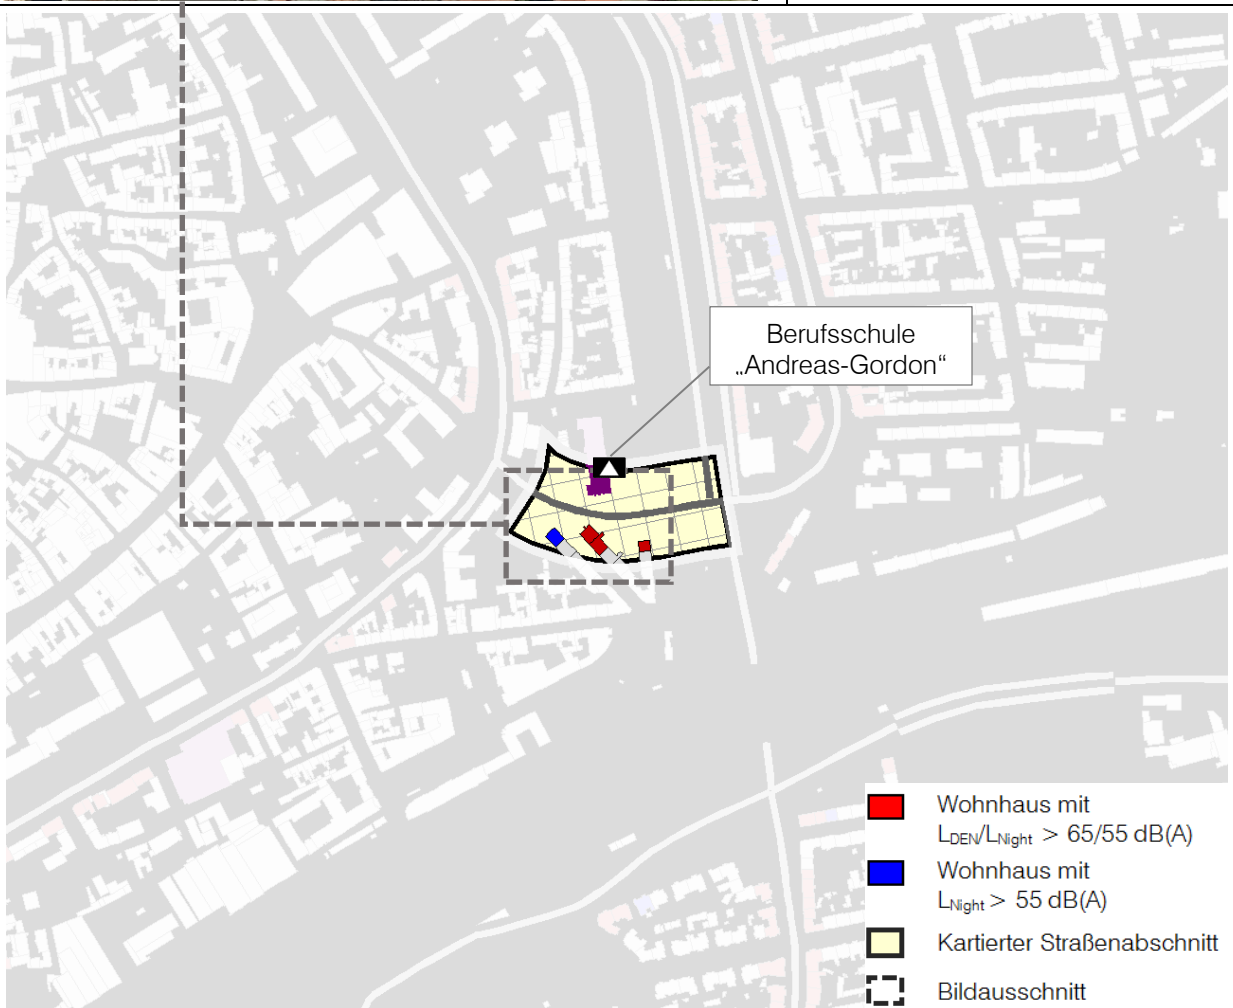 Berufsschule
„Andreas-Gordon“
Wohnhaus mit
LDEN/LNight > 65/55 dB(A)
Wohnhaus mit
LNight > 55 dB(A)
Kartierter Straßenabschnitt
Bildausschnitt